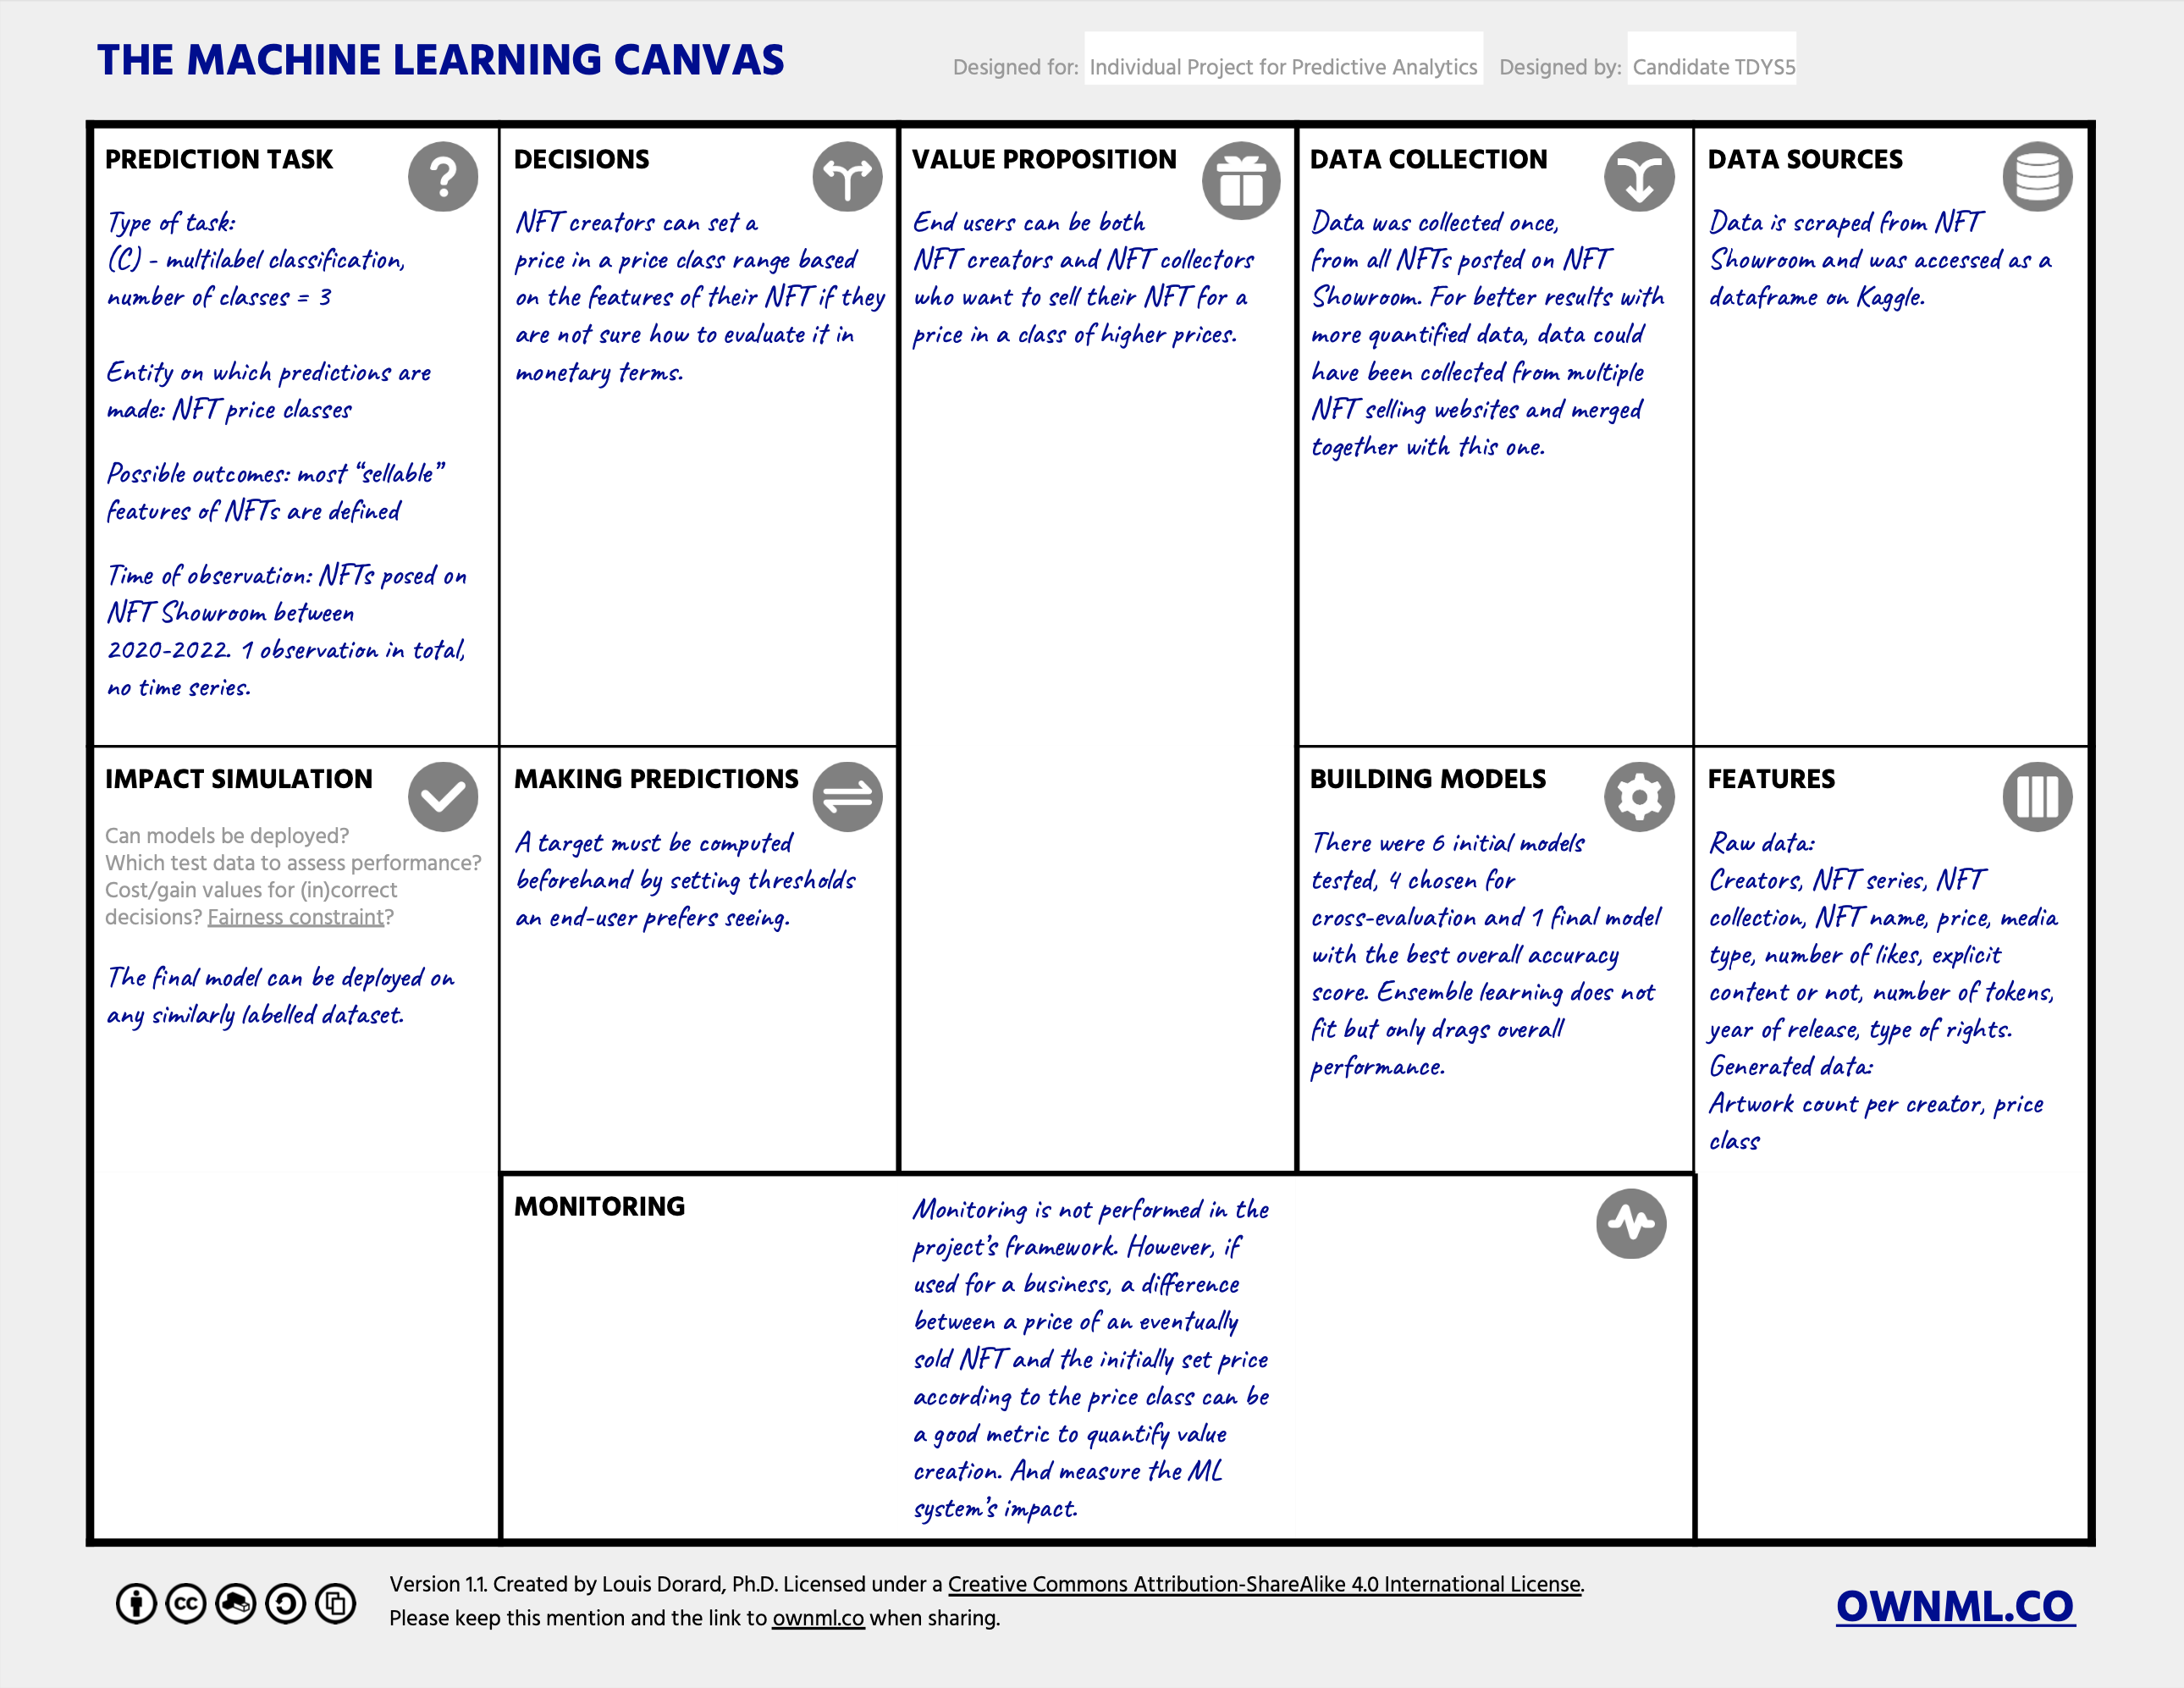 THE MACHINE LEARNING CANVAS
Designed for: Individual Project for Predictive Analytics
Designed by: Candidate TDYS5
PREDICTION TASK
Type of task:
(C) - multilabel classification,
number of classes = 3
Entity on which predictions are
made: NFT price classes
Possible outcomes: most “sellable”
features of NFTs are defined
Time of observation: NFTs posed on
NFT Showroom between
2020-2022. 1 observation in total,
no time series.
DECISIONS
NFT creators can set a
price in a price class range based
on the features of their NFT if they
are not sure how to evaluate it in
monetary terms.
VALUE PROPOSITION
End users can be both
NFT creators and NFT collectors
who want to sell their NFT for a
price in a class of higher prices.
DATA COLLECTION
Data was collected once,
from all NFTs posted on NFT
Showroom. For better results with
more quantified data, data could
have been collected from multiple
NFT selling websites and merged
together with this one.
DATA SOURCES
Data is scraped from NFT
Showroom and was accessed as a
dataframe on Kaggle.
IMPACT SIMULATION
Can models be deployed?
Which test data to assess performance?
Cost/gain values for (in)correct
decisions? Fairness constraint?
The final model can be deployed on
any similarly labelled dataset.
MAKING PREDICTIONS
A target must be computed
beforehand by setting thresholds
an end-user prefers seeing.
BUILDING MODELS
There were 6 initial models
tested, 4 chosen for
cross-evaluation and 1 final model
with the best overall accuracy
score. Ensemble learning does not
fit but only drags overall
performance.
FEATURES
Raw data:
Creators, NFT series, NFT
collection, NFT name, price, media
type, number of likes, explicit
content or not, number of tokens,
year of release, type of rights.
Generated data:
Artwork count per creator, price
class
MONITORING
Monitoring is not performed in the
project’s framework. However, if
used for a business, a difference
between a price of an eventually
sold NFT and the initially set price
according to the price class can be
a good metric to quantify value
creation. And measure the ML
system’s impact.
Version 1.1. Created by Louis Dorard, Ph.D. Licensed under a Creative Commons Attribution-ShareAlike 4.0 International License.
Please keep this mention and the link to ownml.co when sharing.
OWNML.CO